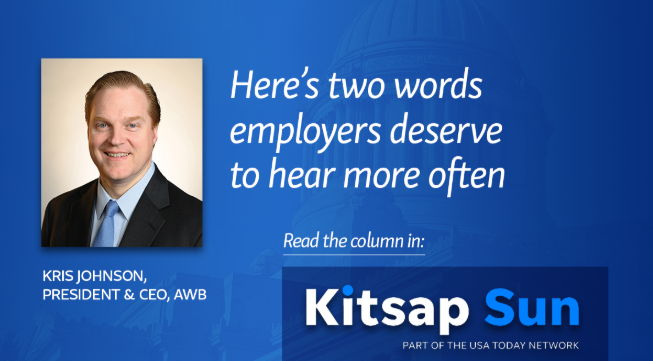 Here's two words
employers deserve
to hear more often
Read the column in:
KRIS JOHNSON,
PRESIDENT & CEO, AWB
Kitsap Sun
PART OF THE USA TODAY NETWORK